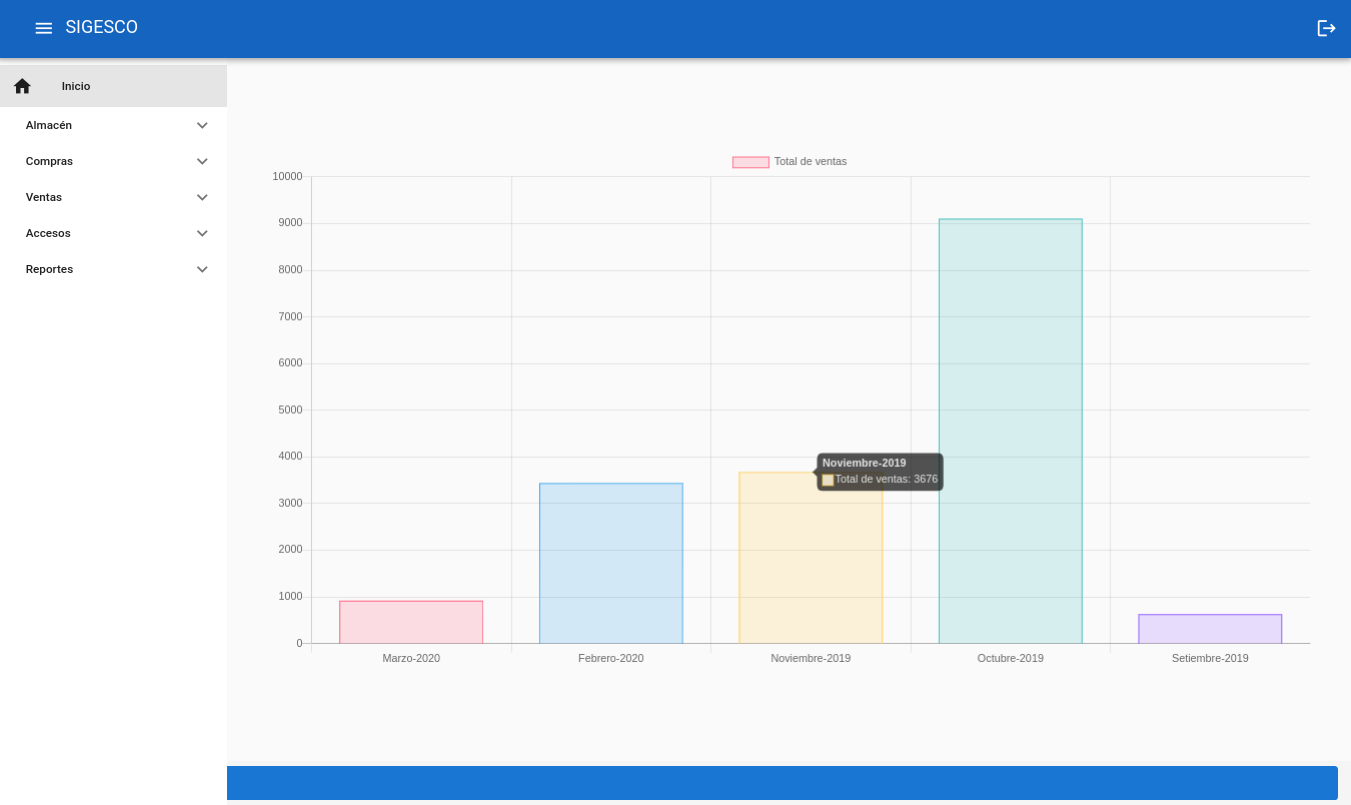 SIGESCO
Inicio
Almacén
Compras
Ventas
Accesos
Reportes
Total de ventas
10000
9000
8000
7000
6000
5000
4000
3000
2000
1000
0
Noviembre-2019
Total de ventas: 3676
Marzo-2020
Febrero-2020
Noviembre-2019
Octubre-2019
Setiembre-2019